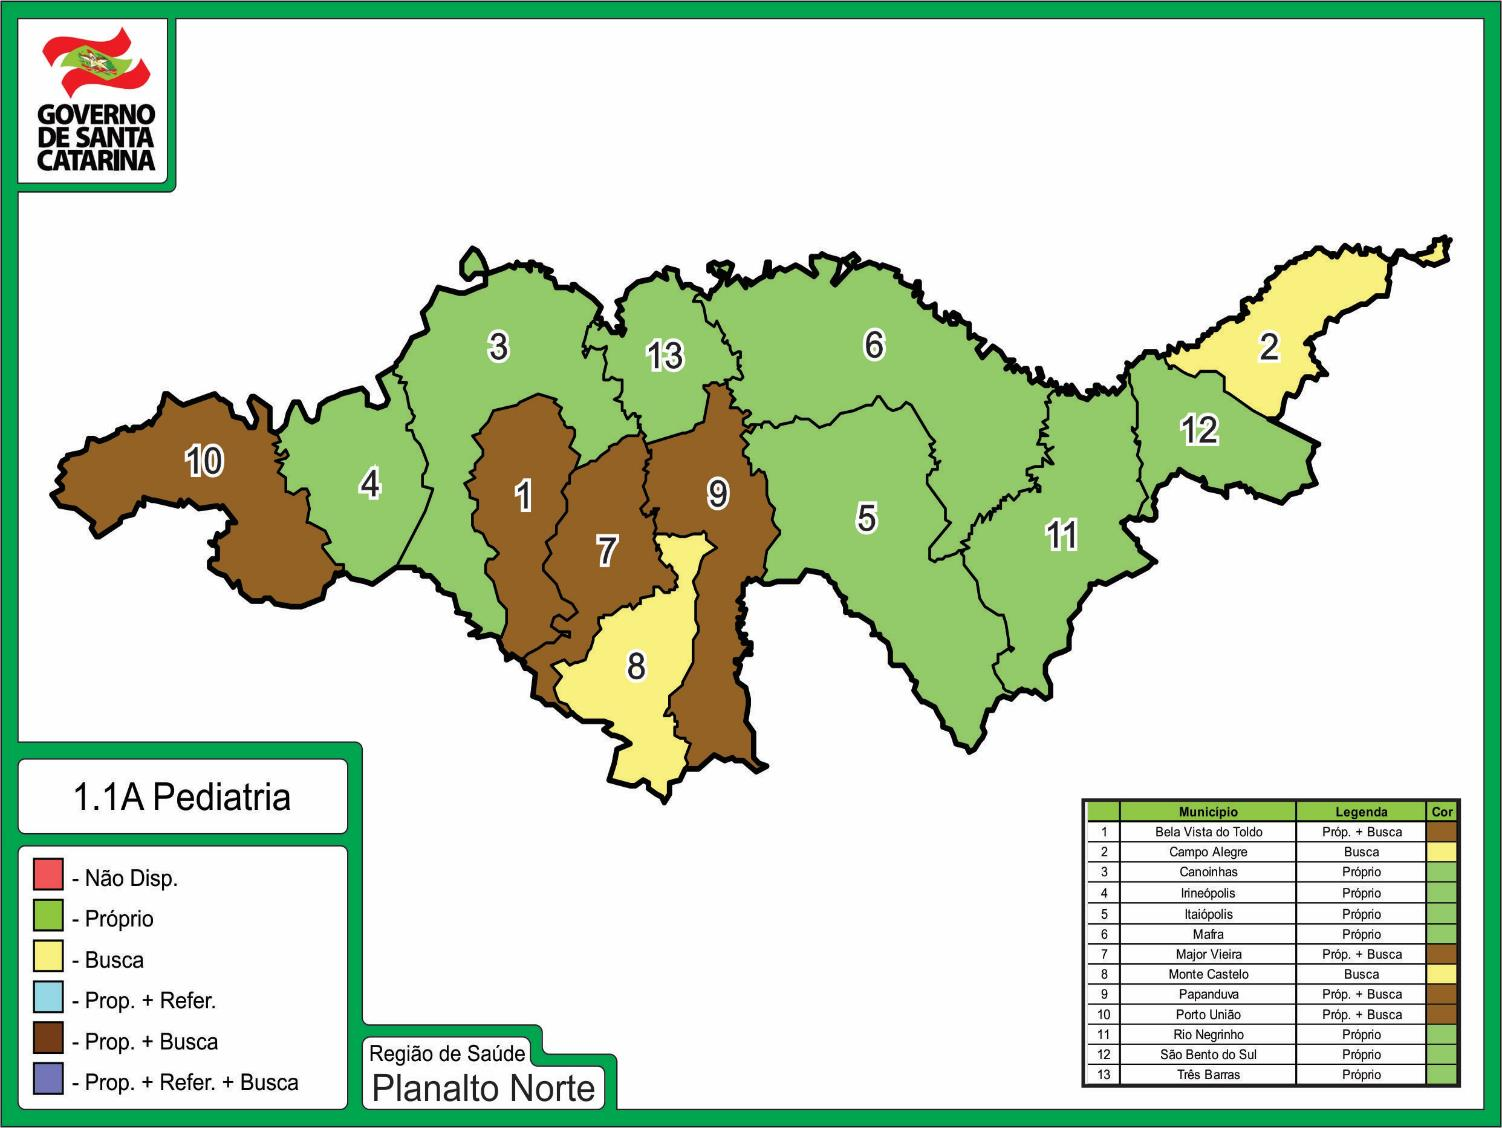 GOVERNO
DE SANTA
CATARINA
3
13
6
2
12
10
4
1
9
5
7
11
8
1.1A Pediatria
- Não Disp.
- Próprio
- Busca
- Prop. + Refer.
- Prop. + Busca
- Prop. + Refer. + Busca
Região de Saúde
Planalto Norte
Município Legenda Cor
1 Bela Vista do Toldo Próp. + Busca
2 Campo Alegre Busca
3 Canoinhas Próprio
4 Irineópolis Próprio
5 Itaiópolis Próprio
6 Mafra Próprio
7 Major Vieira Próp. + Busca
8 Monte Castelo Busca
9 Papanduva Próp. + Busca
10 Porto União Próp. + Busca
11 Rio Negrinho Próprio
12 São Bento do Sul Próprio
13 Três Barras Próprio